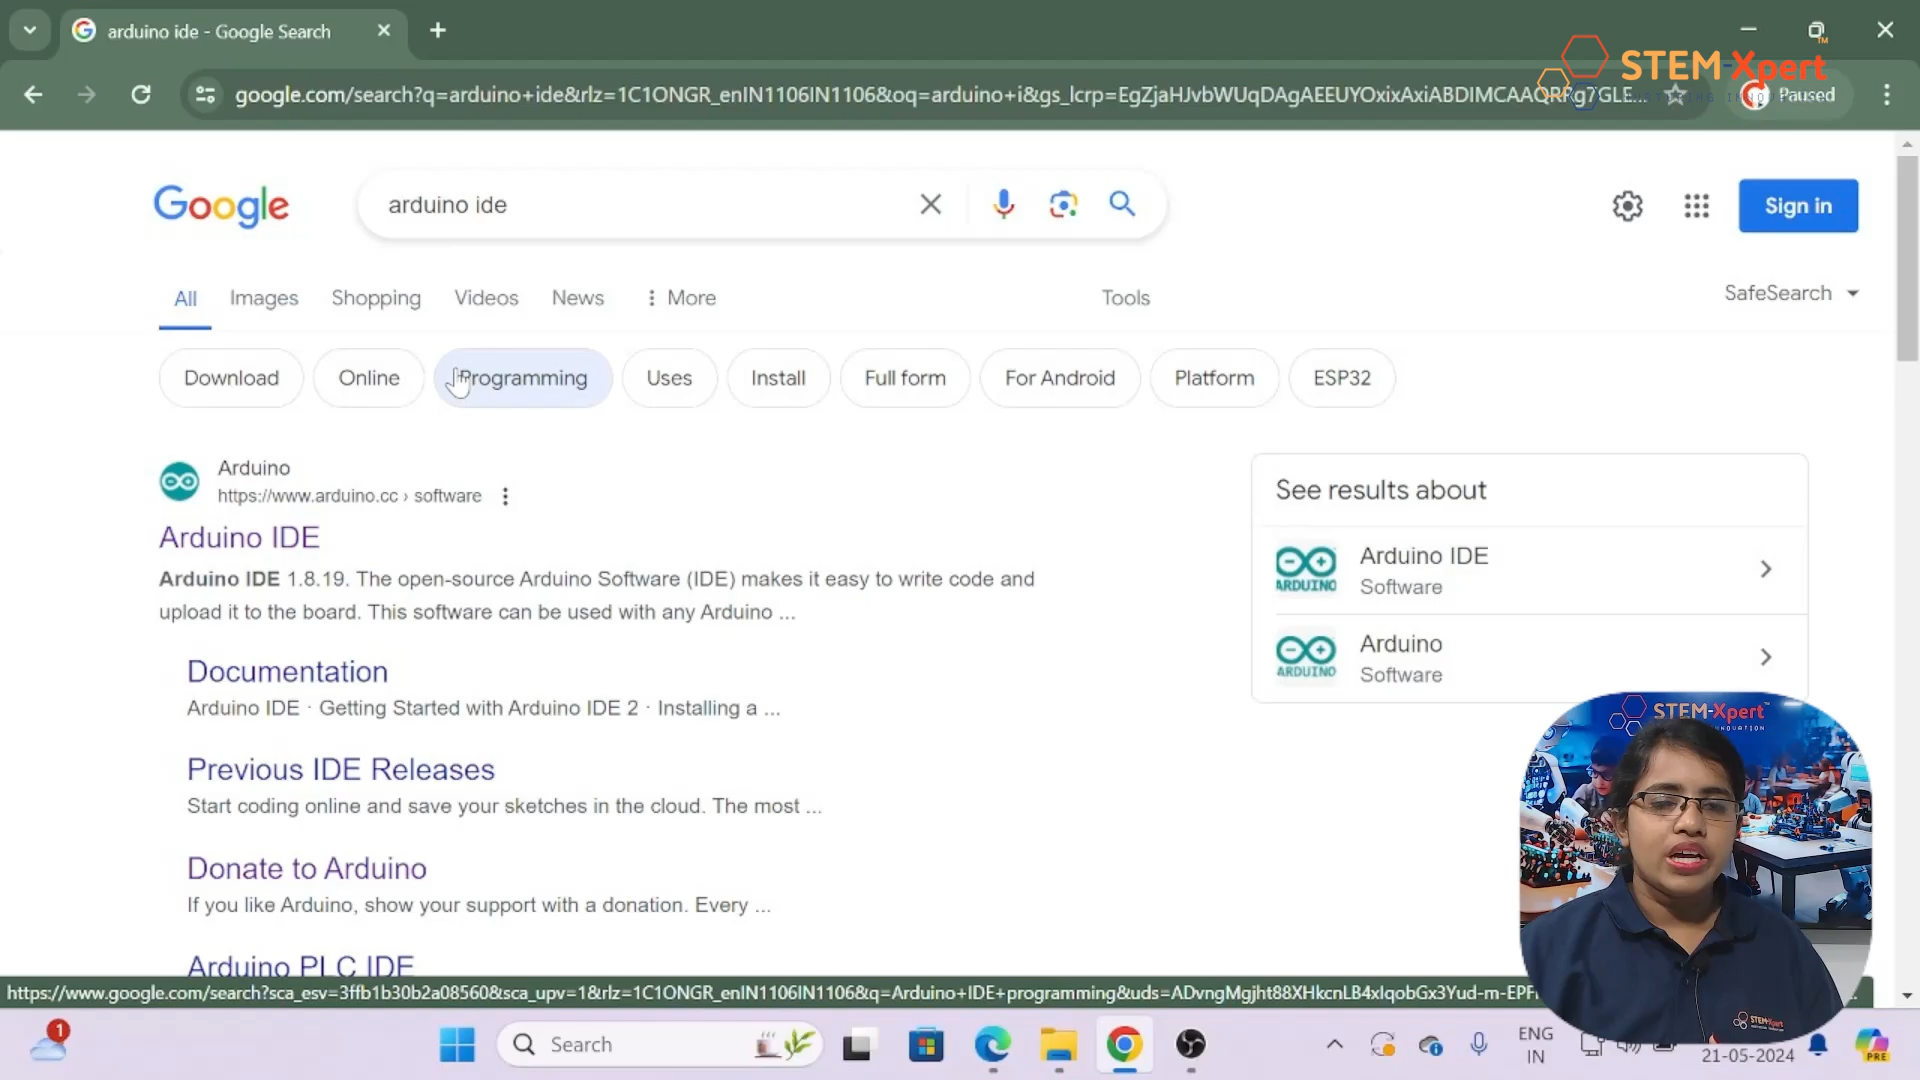 arduino ide - Google Search
STEM-Xpert
google.com/search?q=arduino+ide&rlz=1C1ONGR_enIN1106IN1106&oq=arduino+i&gs_lcrp=EgZjaHJvbWUqDAgAEEUYOxixAxiABDIMCAAQRRg7GLE...
Paused
Google
arduino ide
Sign in
All
Images
Shopping
Videos
News
More
Tools
SafeSearch
Download
Online
Programming
Uses
Install
Full form
For Android
Platform
ESP32
Arduino
https://www.arduino.cc › software
Arduino IDE
Arduino IDE 1.8.19. The open-source Arduino Software (IDE) makes it easy to write code and
upload it to the board. This software can be used with any Arduino ...
Documentation
Arduino IDE · Getting Started with Arduino IDE 2 · Installing a ...
Previous IDE Releases
Start coding online and save your sketches in the cloud. The most ...
Donate to Arduino
If you like Arduino, show your support with a donation. Every ...
Arduino PLC IDE
See results about
Arduino IDE
Software
ARDUINO
Arduino
Software
ARDUINO
STEM-Xpert
STEM-Xpert
https://www.google.com/search?sca_esv=3ffb1b30b2a08560&sca_upv=1&rlz=1C1ONGR_enIN1106IN1106&q=Arduino+IDE+programming&uds=ADvngMgjht88XHkcnLB4xIqobGx3Yud-m-EPF
1
Search
ENG
IN
21-05-2024
PRE